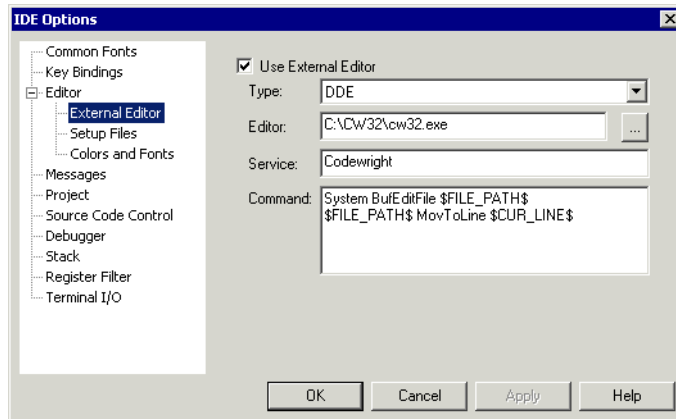 IDE Options
Common Fonts
Key Bindings
Editor
External Editor
Setup Files
Colors and Fonts
Messages
Project
Source Code Control
Debugger
Stack
Register Filter
Terminal I/O
Use External Editor
Type: DDE
Editor: C:\CW32\cw32.exe ...
Service: Codewright
Command: System BufEditFile $FILE_PATH$
$FILE_PATH$ MovToLine $CUR_LINE$
OK Cancel Apply Help